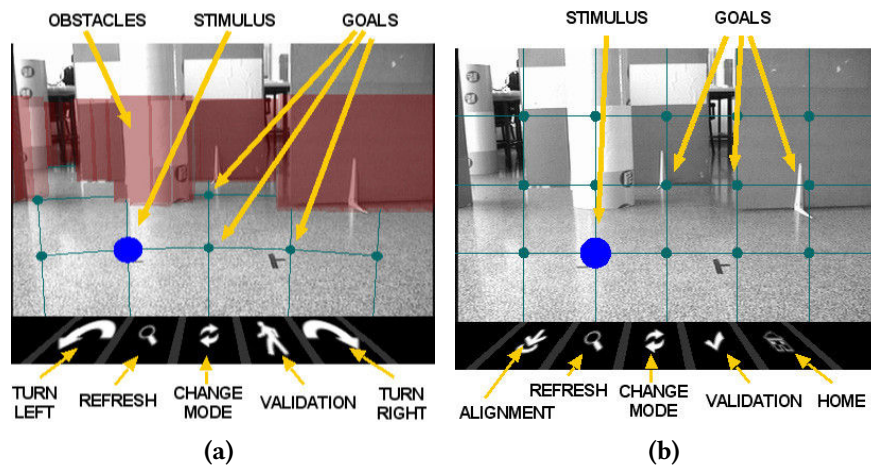 OBSTACLES STIMULUS GOALS
TURN
LEFT
REFRESH
CHANGE
MODE
VALIDATION
TURN
RIGHT
(a)
STIMULUS GOALS
ALIGNMENT
REFRESH
CHANGE
MODE
VALIDATION
HOME
(b)